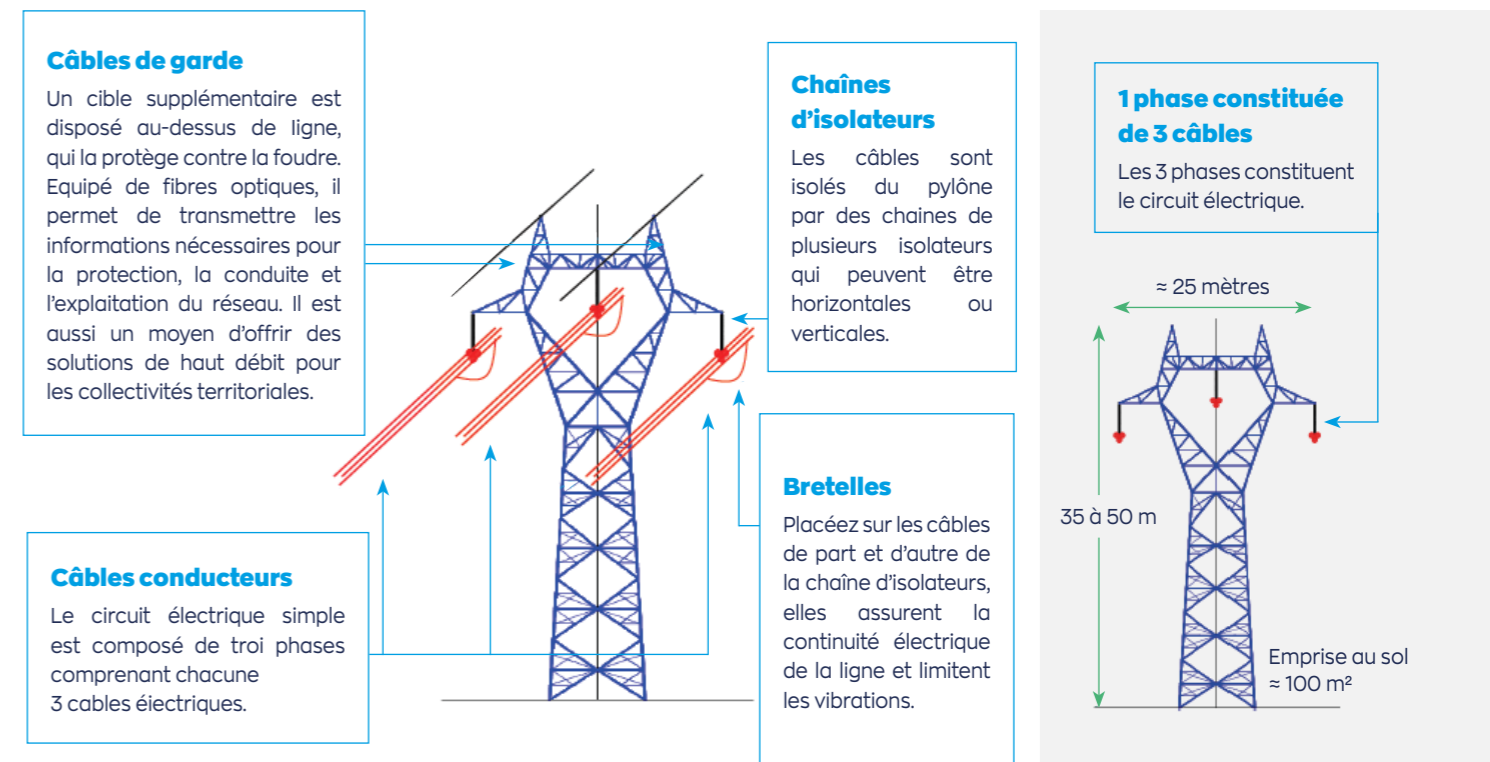 Câbles de garde
Un cible supplémentaire est
disposé au-dessus de ligne,
qui la protège contre la foudre.
Equipé de fibres optiques, il
permet de transmettre les
informations nécessaires pour
la protection, la conduite et
l'explaitation du réseau. Il est
aussi un moyen d'offrir des
solutions de haut débit pour
les collectivités territoriales.
Câbles conducteurs
Le circuit électrique simple
est composé de troi phases
comprenant chacune
3 cables éiectriques.
Chaînes
d'isolateurs
Les câbles sont
isolés du pylône
par des chaines de
plusieurs isolateurs
qui peuvent être
horizontales ou
verticales.
Bretelles
Placéez sur les câbles
de part et d'autre de
la chaîne d'isolateurs,
elles assurent la
continuité électrique
de la ligne et limitent
les vibrations.
1 phase constituée
de 3 câbles
Les 3 phases constituent
le circuit électrique.
≈ 25 mètres
35 à 50 m
Emprise au sol
≈ 100 m²